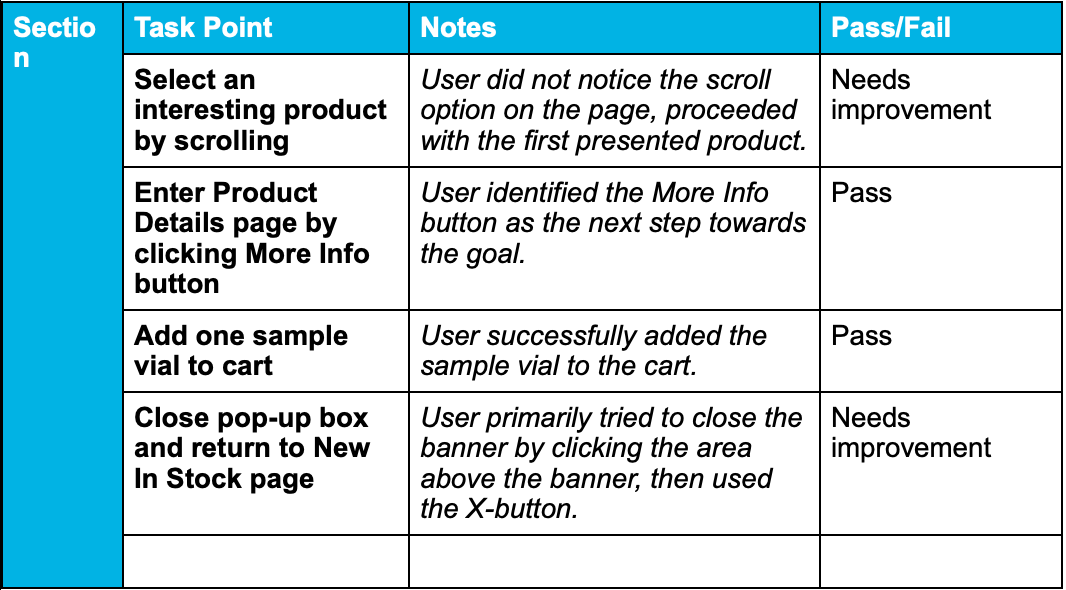 Sectio
n
Task Point
Notes
Pass/Fail
Select an
interesting product
by scrolling
User did not notice the scroll
option on the page, proceeded
with the first presented product.
Needs
improvement
Enter Product
Details page by
clicking More Info
button
User identified the More Info
button as the next step towards
the goal.
Pass
Add one sample
vial to cart
User successfully added the
sample vial to the cart.
Pass
Close pop-up box
and return to New
In Stock page
User primarily tried to close the
banner by clicking the area
above the banner, then used
the X-button.
Needs
improvement